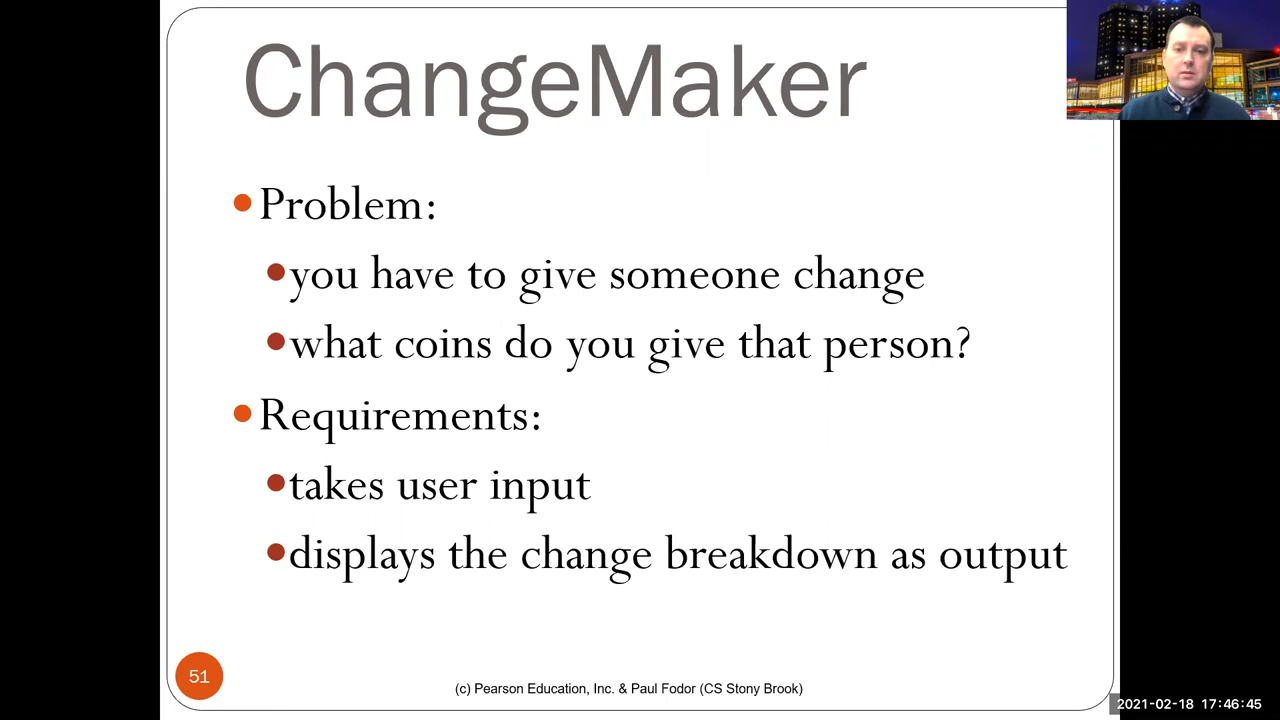 ChangeMaker
Problem:
you have to give someone change
what coins do you give that person?
Requirements:
takes user input
displays the change breakdown as output
51
(c) Pearson Education, Inc. & Paul Fodor (CS Stony Brook)
2021-02-18 17:46:45